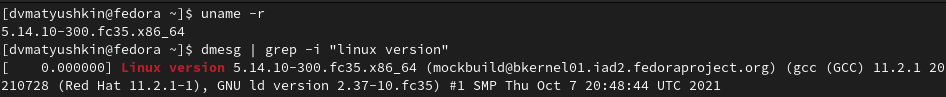 [dvmatyushkin@fedora ~]$ uname -r
5.14.10-300.fc35.x86_64
[dvmatyushkin@fedora ~]$ dmesg | grep -i "linux version"
[    0.000000] Linux version 5.14.10-300.fc35.x86_64 (mockbuild@bkernel01.iad2.fedoraproject.org) (gcc (GCC) 11.2.1 20
210728 (Red Hat 11.2.1-1), GNU ld version 2.37-10.fc35) #1 SMP Thu Oct 7 20:48:44 UTC 2021